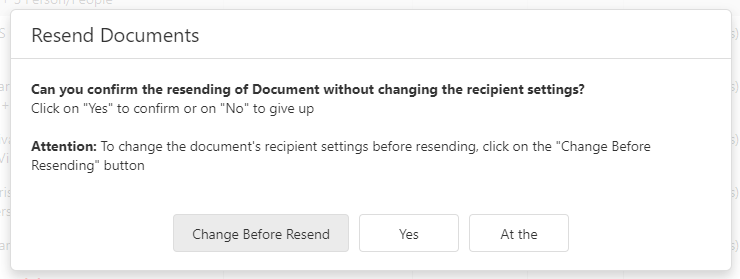 Resend Documents
Can you confirm the resending of Document without changing the recipient settings?
Click on "Yes" to confirm or on "No" to give up
Attention: To change the document's recipient settings before resending, click on the "Change Before
Resending" button
Change Before Resend
Yes
At the